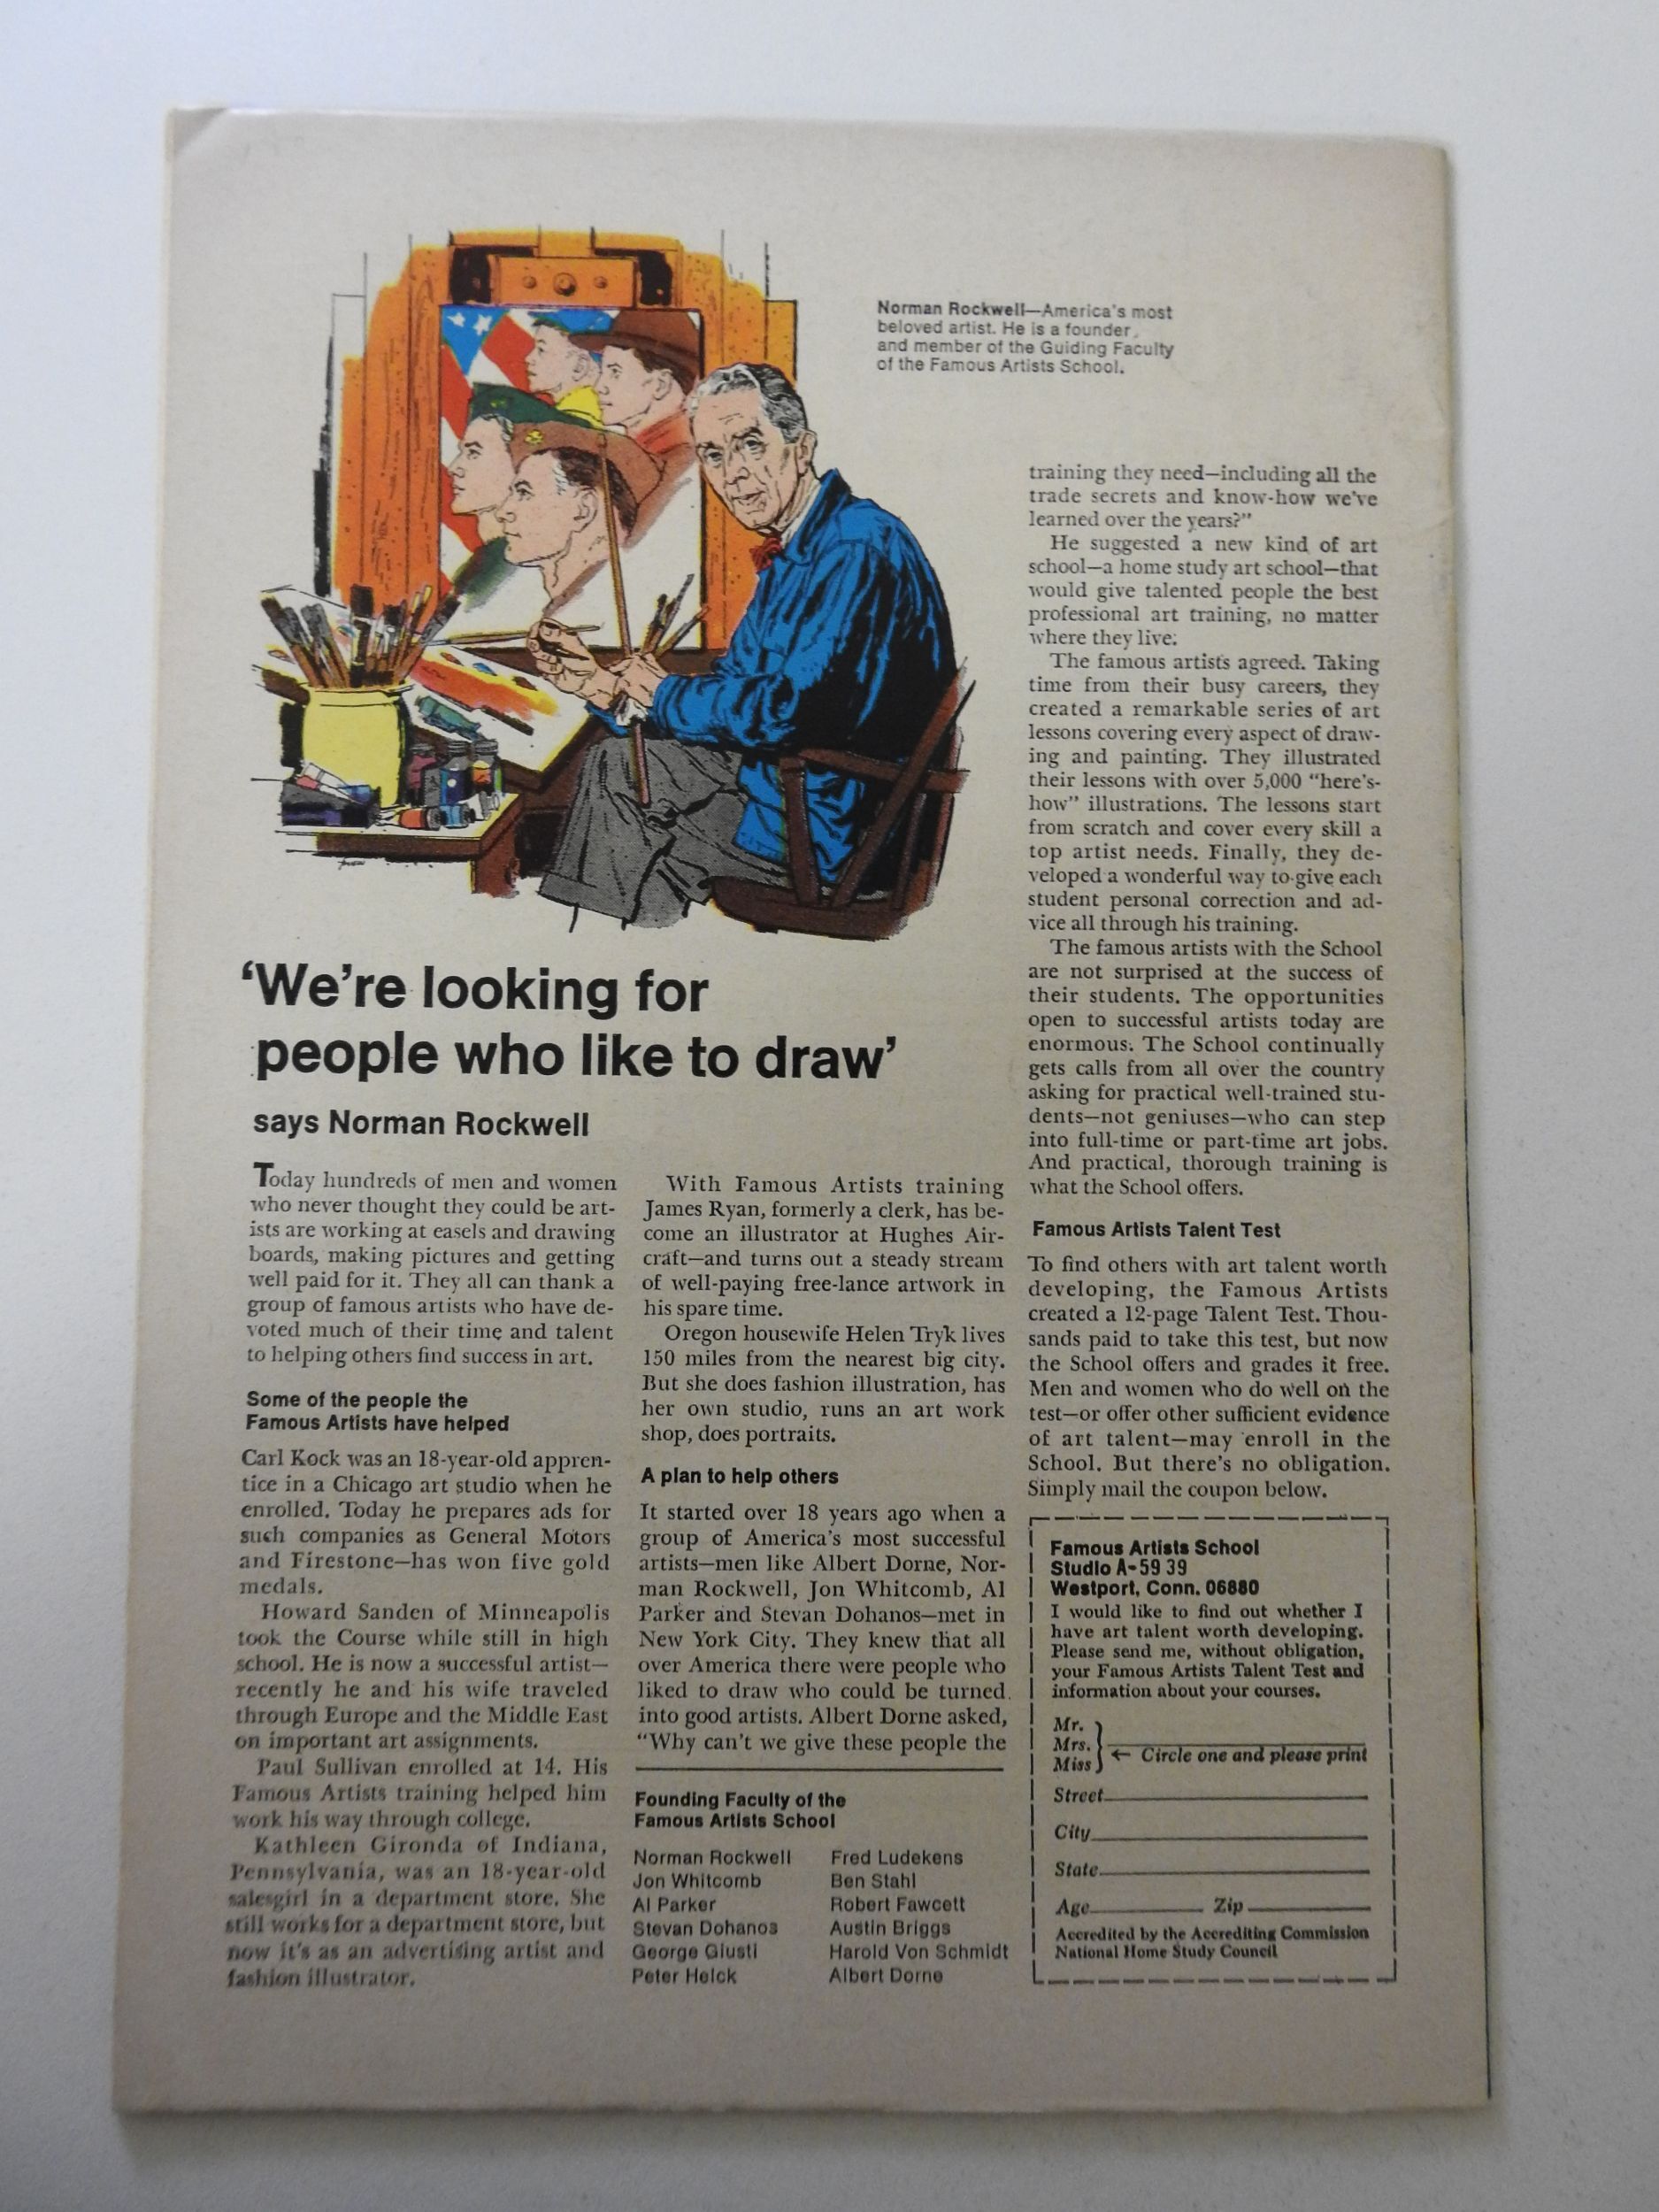 Norman Rockwell—America's most
beloved artist. He is a founder
and member of the Guiding Faculty
of the Famous Artists School.
'We're looking for
people who like to draw'
says Norman Rockwell
Today hundreds of men and women
who never thought they could be art-
ists are working at easels and drawing
boards, making pictures and getting
well paid for it. They all can thank a
group of famous artists who have de-
voted much of their time and talent
to helping others find success in art.
Some of the people the
Famous Artists have helped
Carl Kock was an 18-year-old appren-
tice in a Chicago art studio when he
enrolled. Today he prepares ads for
such companies as General Motors
and Firestone—has won five gold
medals.
Howard Sanden of Minneapolis
took the Course while still in high
school. He is now a successful artist—
recently he and his wife traveled
through Europe and the Middle East
on important art assignments.
Paul Sullivan enrolled at 14. His
Famous Artists training helped him
work his way through college.
Kathleen Gironda of Indiana,
Pennsylvania, was an 18-year-old
salesgirl in a department store. She
still works for a department store, but
now it's as an advertising artist and
fashion illustrator.
With Famous Artists training
James Ryan, formerly a clerk, has be-
come an illustrator at Hughes Air-
craft—and turns out a steady stream
of well-paying free-lance artwork in
his spare time.
Oregon housewife Helen Tryk lives
150 miles from the nearest big city.
But she does fashion illustration, has
her own studio, runs an art work
shop, does portraits.
A plan to help others
It started over 18 years ago when a
group of America's most successful
artists—men like Albert Dorne, Nor-
man Rockwell, Jon Whitcomb, Al
Parker and Stevan Dohanos—met in
New York City. They knew that all
over America there were people who
liked to draw who could be turned
into good artists. Albert Dorne asked,
"Why can't we give these people the
Founding Faculty of the
Famous Artists School
Norman Rockwell
Jon Whitcomb
Al Parker
Stevan Dohanos
George Giusti
Peter Helck
Fred Ludekens
Ben Stahl
Robert Fawcett
Austin Briggs
Harold Von Schmidt
Albert Dorne
training they need—including all the
trade secrets and know-how we've
learned over the years?"
He suggested a new kind of art
school—a home study art school—that
would give talented people the best
professional art training, no matter
where they live.
The famous artists agreed. Taking
time from their busy careers, they
created a remarkable series of art
lessons covering every aspect of draw-
ing and painting. They illustrated
their lessons with over 5,000 "here's-
how" illustrations. The lessons start
from scratch and cover every skill a
top artist needs. Finally, they de-
veloped a wonderful way to give each
student personal correction and ad-
vice all through his training.
The famous artists with the School
are not surprised at the success of
their students. The opportunities
open to successful artists today are
enormous. The School continually
gets calls from all over the country
asking for practical well-trained stu-
dents—not geniuses—who can step
into full-time or part-time art jobs.
And practical, thorough training is
what the School offers.
Famous Artists Talent Test
To find others with art talent worth
developing, the Famous Artists
created a 12-page Talent Test. Thou-
sands paid to take this test, but now
the School offers and grades it free.
Men and women who do well on the
test—or offer other sufficient evidence
of art talent—may enroll in the
School. But there's no obligation.
Simply mail the coupon below.
Famous Artists School
Studio A-5939
Westport, Conn. 06880
I would like to find out whether I
have art talent worth developing.
Please send me, without obligation,
your Famous Artists Talent Test and
information about your courses.
Mr.
Mrs.
Miss
← Circle one and please print
Street
City
State
Age Zip
Accredited by the Accrediting Commission
National Home Study Council